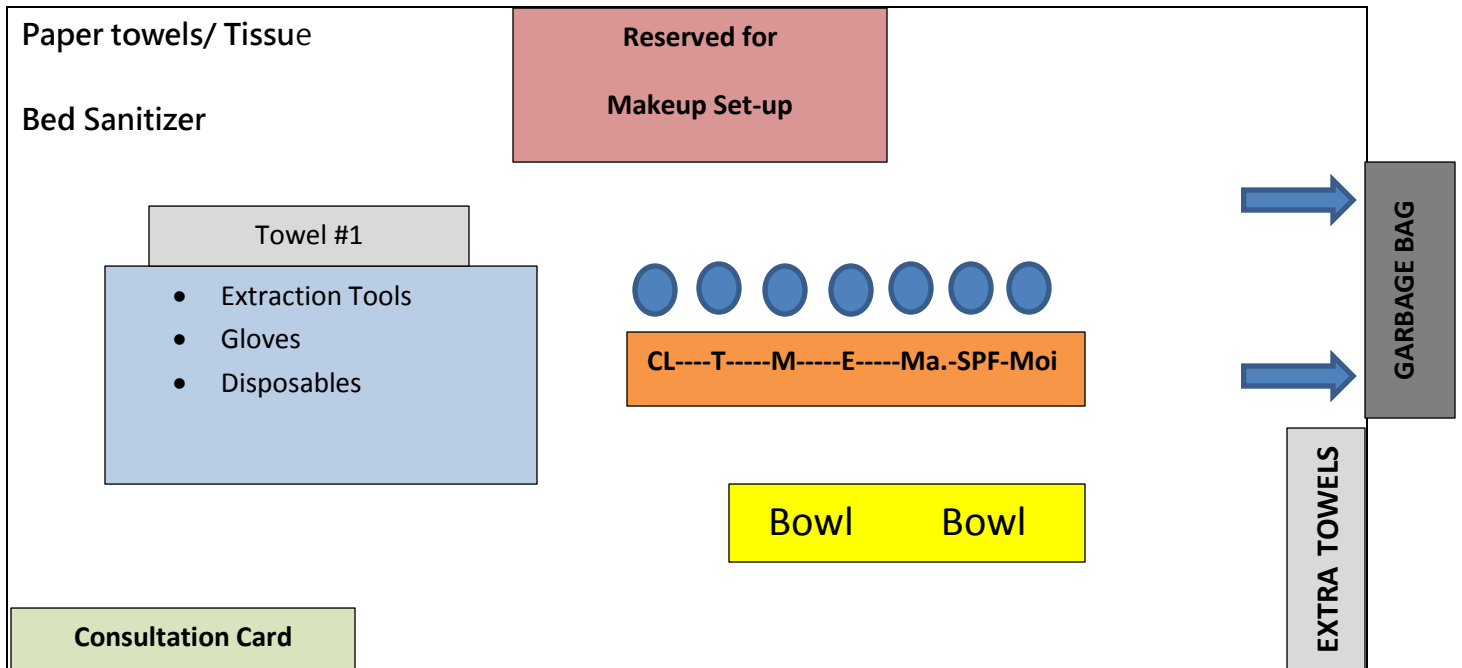 Paper towels/ Tissue
Bed Sanitizer
Reserved for
Makeup Set-up
Towel #1
• Extraction Tools
• Gloves
• Disposables
CL----T-----M-----E-----Ma.-SPF-Moi
Bowl Bowl
GARBAGE BAG
EXTRA TOWELS
Consultation Card